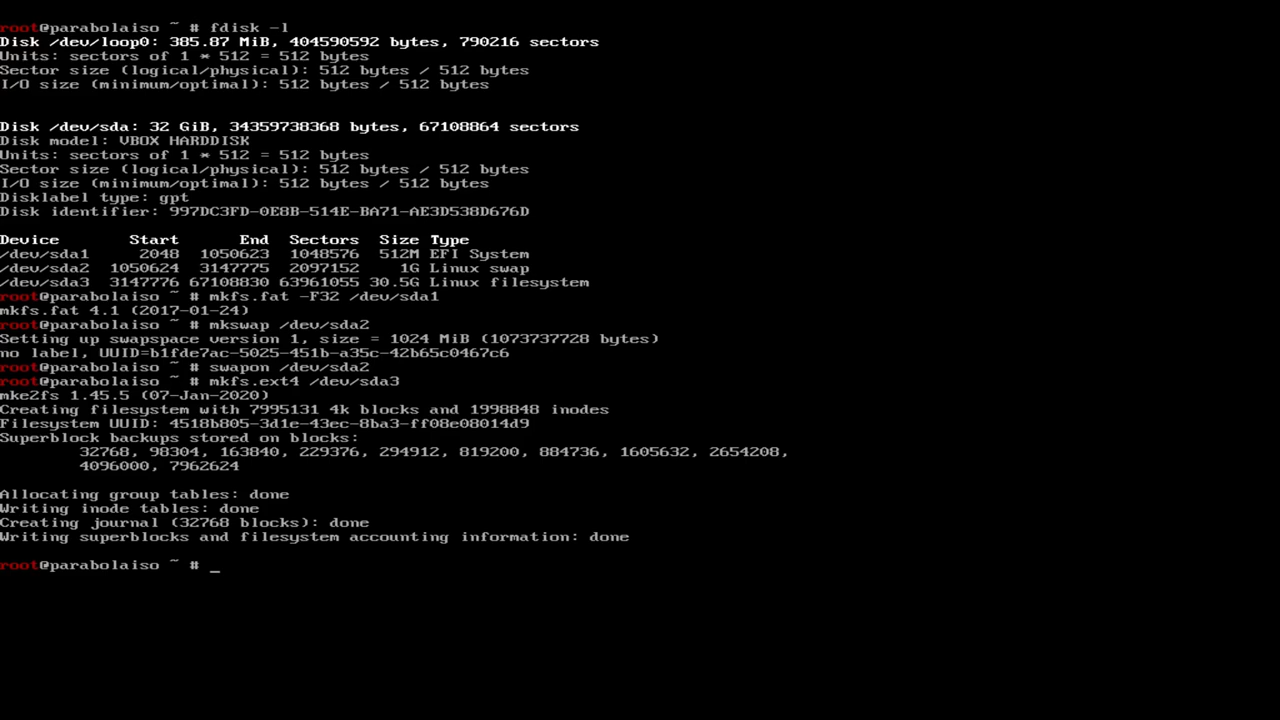 root@parabolaiso ~ # fdisk -l
Disk /dev/loop0: 385.87 MiB, 404590592 bytes, 790216 sectors
Units: sectors of 1 * 512 = 512 bytes
Sector size (logical/physical): 512 bytes / 512 bytes
I/O size (minimum/optimal): 512 bytes / 512 bytes
Disk /dev/sda: 32 GiB, 34359738368 bytes, 67108864 sectors
Disk model: VBOX HARDDISK
Units: sectors of 1 * 512 = 512 bytes
Sector size (logical/physical): 512 bytes / 512 bytes
I/O size (minimum/optimal): 512 bytes / 512 bytes
Disklabel type: gpt
Disk identifier: 997DC3FD-0E8B-514E-BA71-AE3D538D676D
Device       Start      End  Sectors  Size Type
/dev/sda1     2048  1050623  1048576  512M EFI System
/dev/sda2  1050624  3147775  2097152    1G Linux swap
/dev/sda3  3147776 67108830 63961055 30.5G Linux filesystem
root@parabolaiso ~ # mkfs.fat -F32 /dev/sda1
mkfs.fat 4.1 (2017-01-24)
root@parabolaiso ~ # mkswap /dev/sda2
Setting up swapspace version 1, size = 1024 MiB (1073737728 bytes)
no label, UUID=b1fde7ac-5025-451b-a35c-42b65c0467c6
root@parabolaiso ~ # swapon /dev/sda2
root@parabolaiso ~ # mkfs.ext4 /dev/sda3
mke2fs 1.45.5 (07-Jan-2020)
Creating filesystem with 7995131 4k blocks and 1998848 inodes
Filesystem UUID: 4518b805-3d1e-43ec-8ba3-ff08e08014d9
Superblock backups stored on blocks:
        32768, 98304, 163840, 229376, 294912, 819200, 884736, 1605632, 2654208,
        4096000, 7962624
Allocating group tables: done
Writing inode tables: done
Creating journal (32768 blocks): done
Writing superblocks and filesystem accounting information: done
root@parabolaiso ~ # _